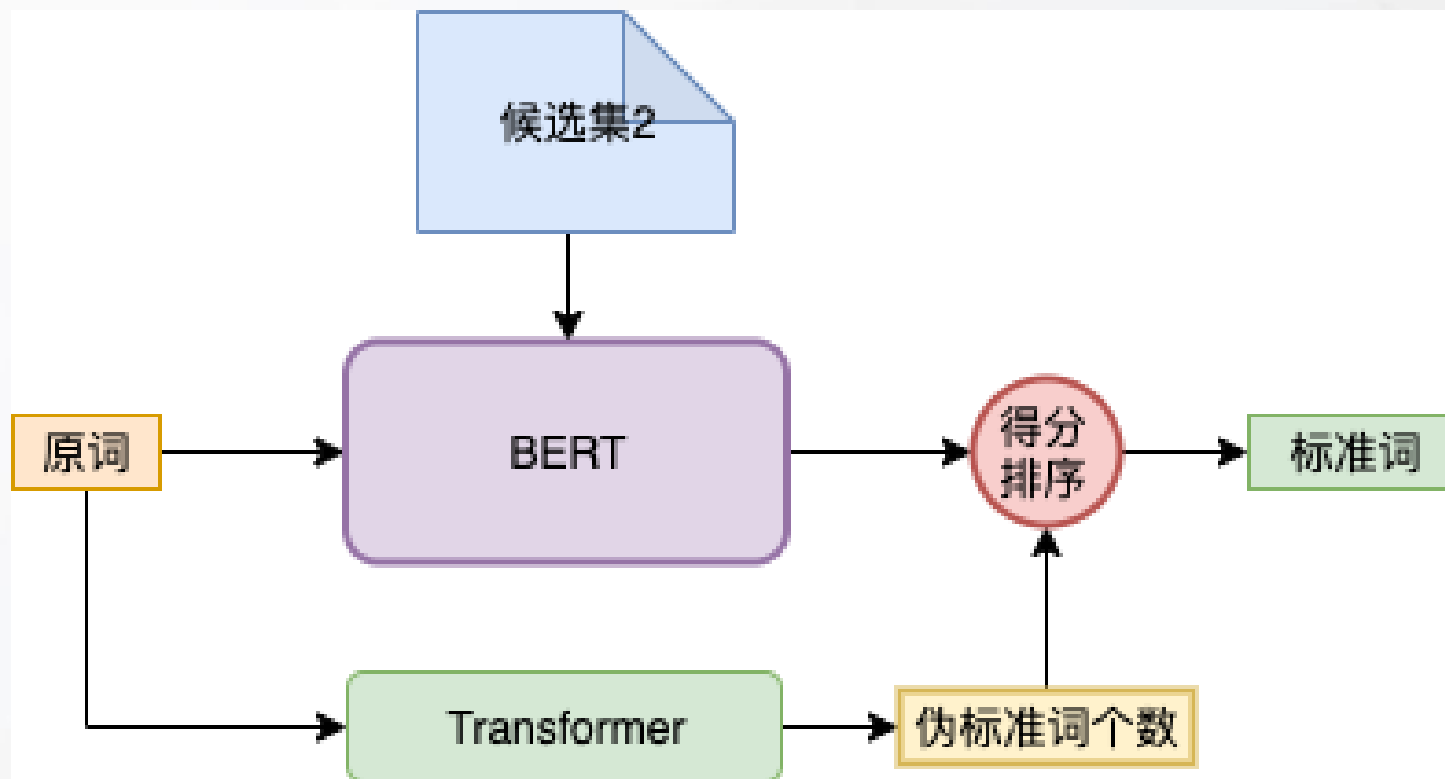 候选集2
原词
BERT
得分
排序
标准词
Transformer
伪标准词个数